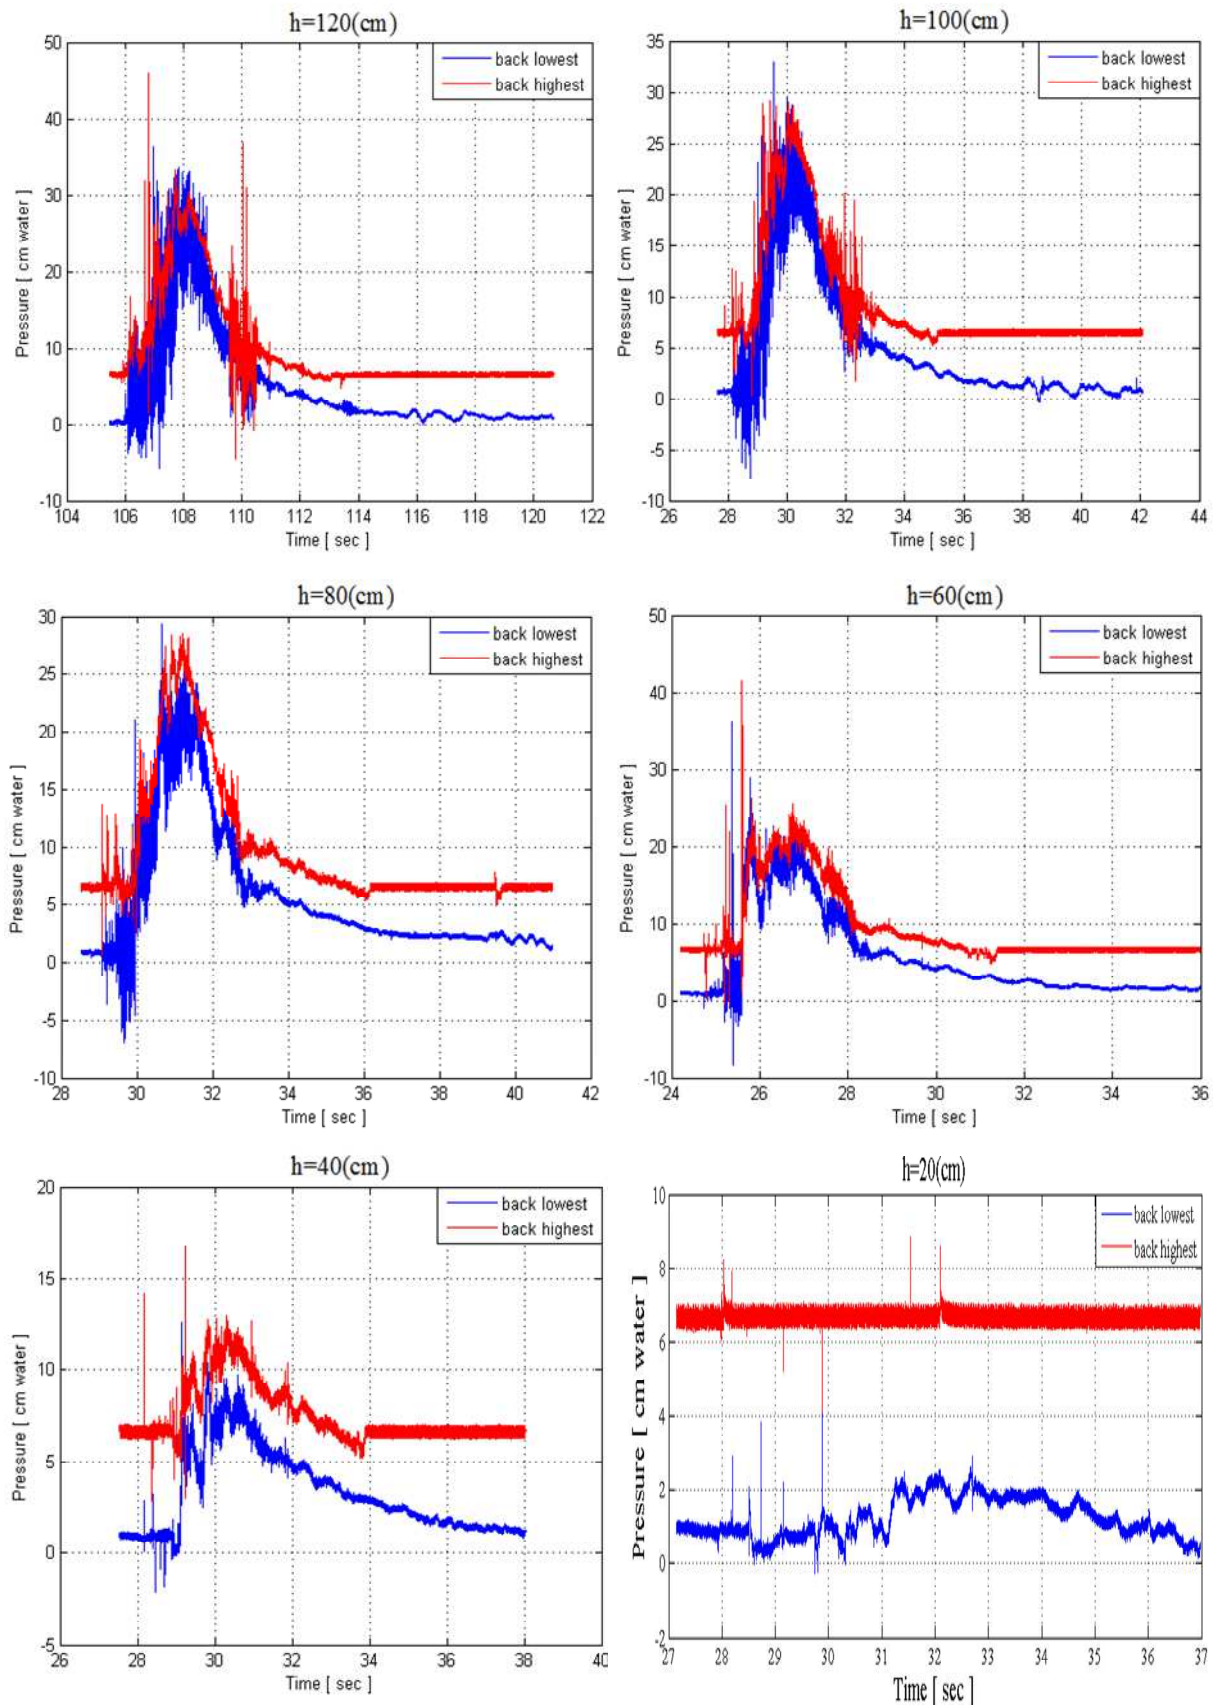 h=120(cm)
50
40
30
20
10
0
-10
Pressure [ cm water ]
back lowest
back highest
104 106 108 110 112 114 116 118 120 122
Time [ sec ]
h=100(cm)
35
30
25
20
15
10
5
0
-5
-10
Pressure [ cm water ]
back lowest
back highest
26 28 30 32 34 36 38 40 42 44
Time [ sec ]
h=80(cm)
30
25
20
15
10
5
0
-5
-10
Pressure [ cm water ]
back lowest
back highest
28 30 32 34 36 38 40 42
Time [ sec ]
h=60(cm)
50
40
30
20
10
0
-10
Pressure [ cm water ]
back lowest
back highest
24 26 28 30 32 34 36
Time [ sec ]
h=40(cm)
20
15
10
5
0
-5
Pressure [ cm water ]
back lowest
back highest
26 28 30 32 34 36 38 40
Time [ sec ]
h=20(cm)
10
8
6
4
2
0
-2
Pressure [ cm water ]
back lowest
back highest
27 28 29 30 31 32 33 34 35 36 37
Time [ sec ]